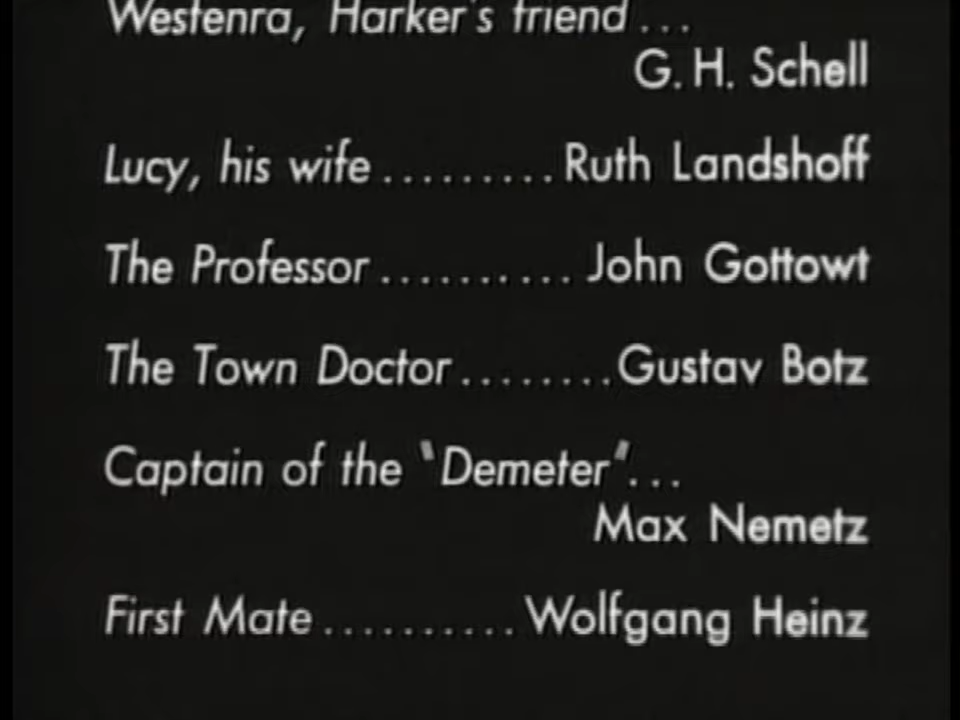 Westenra, Harker's friend...
G. H. Schell
Lucy, his wife.........Ruth Landshoff
The Professor..........John Gottowt
The Town Doctor........Gustav Botz
Captain of the "Demeter"...
Max Nemetz
First Mate..........Wolfgang Heinz